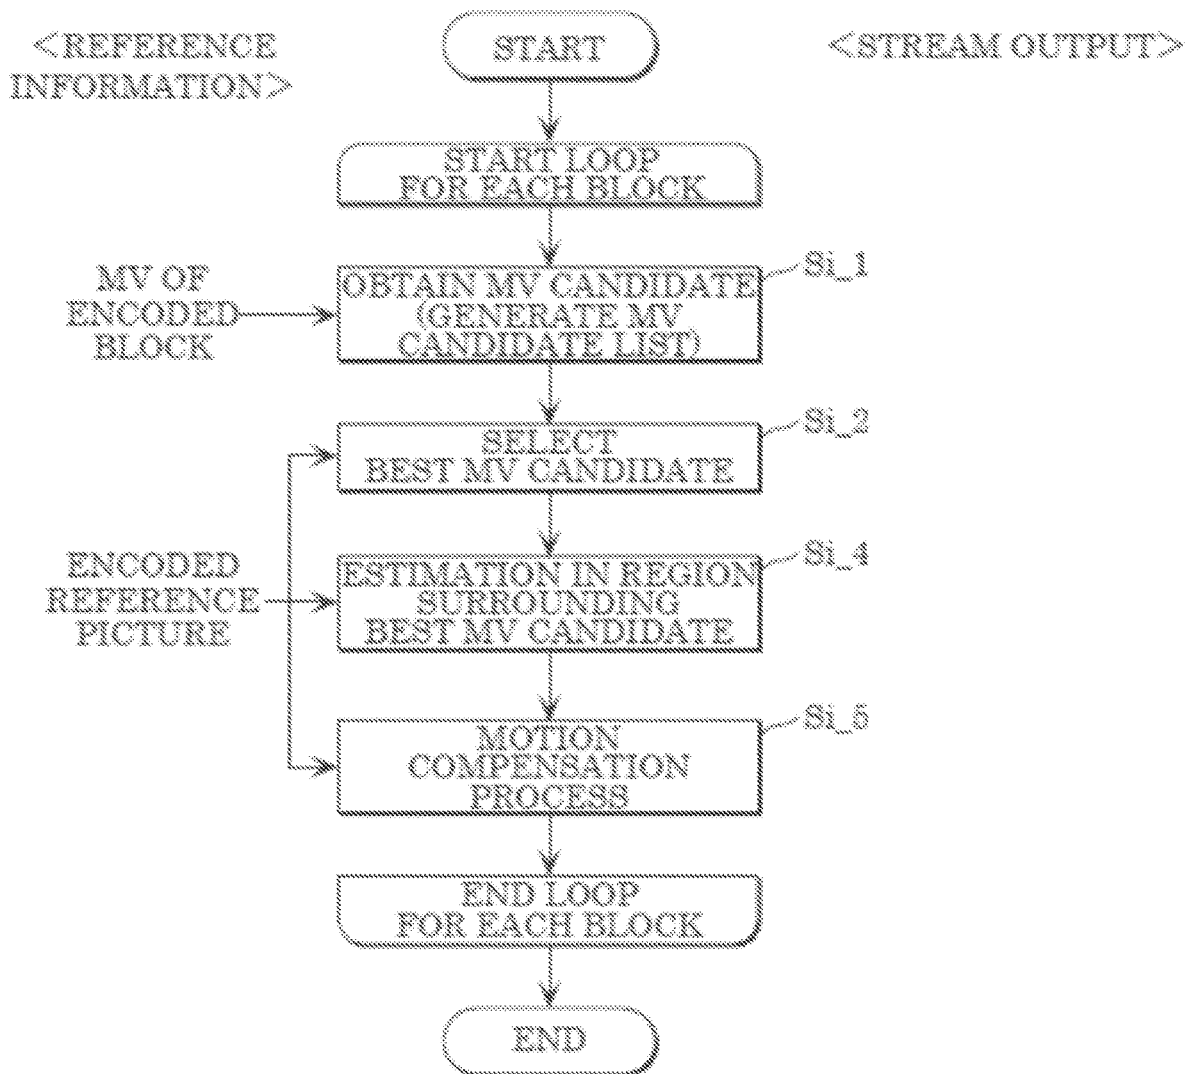 <REFERENCE
INFORMATION>
START
<STREAM OUTPUT>
START LOOP
FOR EACH BLOCK
MV OF
ENCODED
BLOCK
OBTAIN MV CANDIDATE
(GENERATE MV
CANDIDATE LIST)
Si_1
SELECT
BEST MV CANDIDATE
Si_2
ENCODED
REFERENCE
PICTURE
ESTIMATION IN REGION
SURROUNDING
BEST MV CANDIDATE
Si_4
MOTION
COMPENSATION
PROCESS
Si_5
END LOOP
FOR EACH BLOCK
END